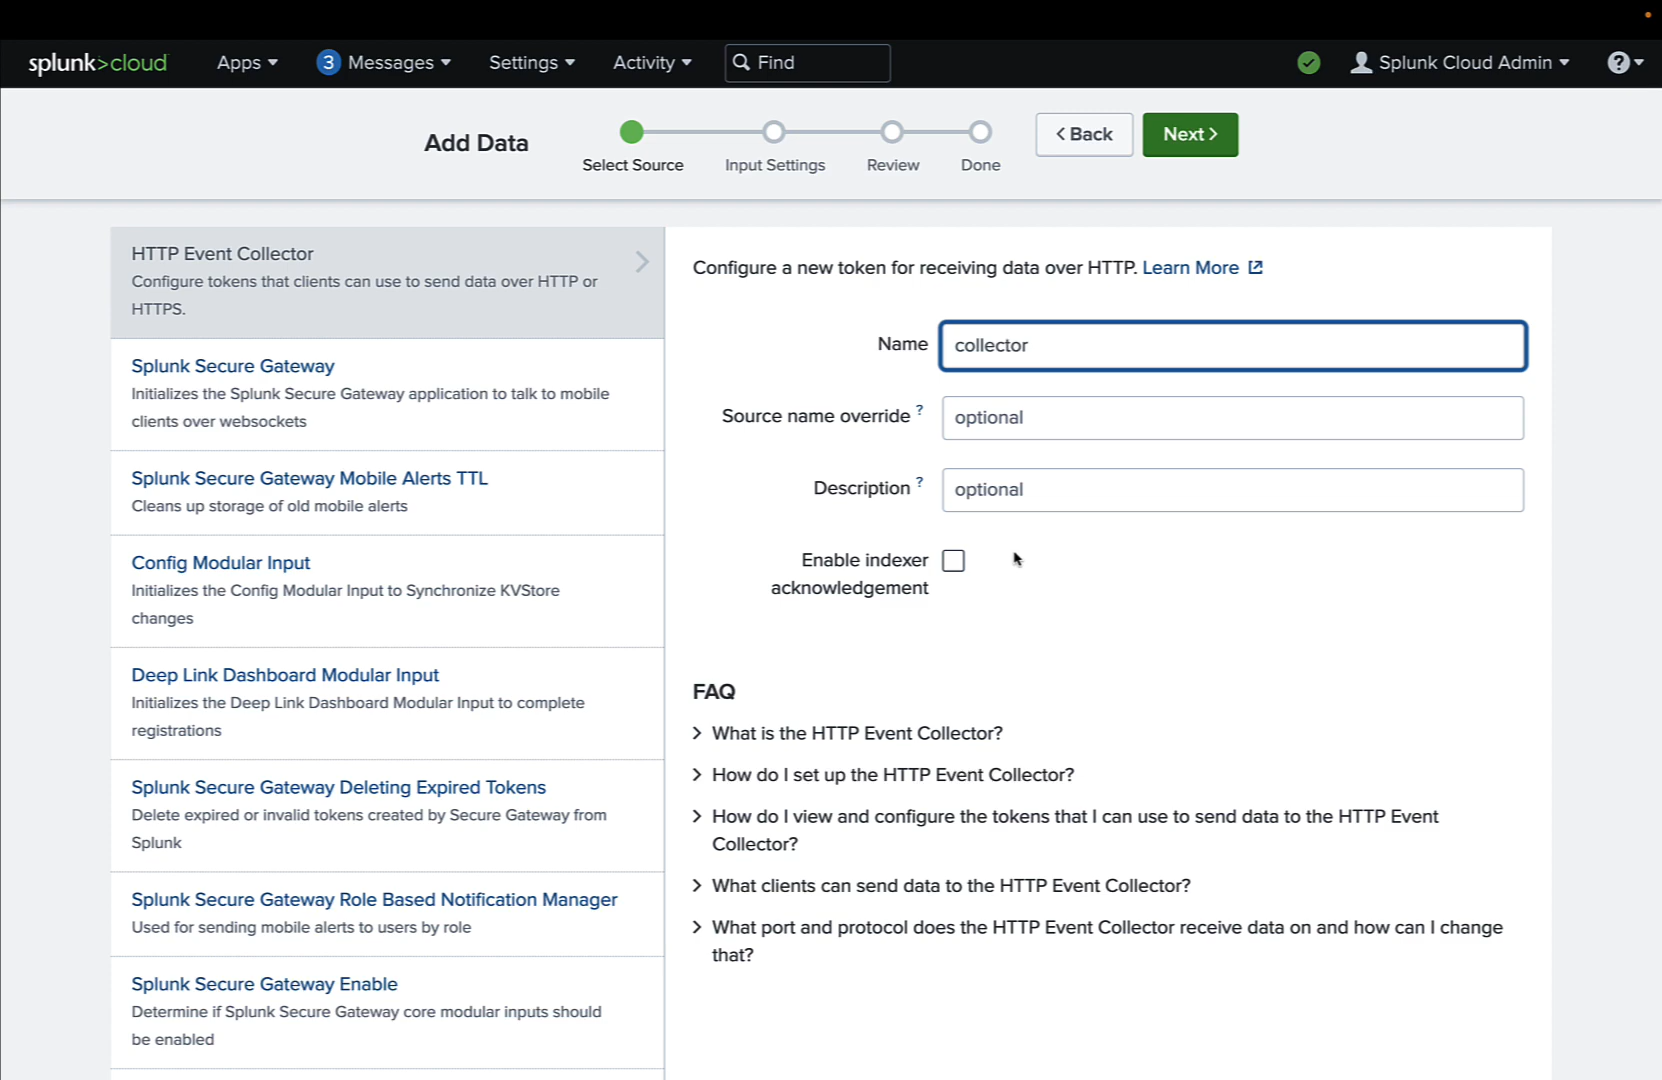 splunk>cloud
Apps
3 Messages
Settings
Activity
Find
Splunk Cloud Admin
?
Add Data
Select Source
Input Settings
Review
Done
< Back
Next >
HTTP Event Collector
Configure tokens that clients can use to send data over HTTP or
HTTPS.
Splunk Secure Gateway
Initializes the Splunk Secure Gateway application to talk to mobile
clients over websockets
Splunk Secure Gateway Mobile Alerts TTL
Cleans up storage of old mobile alerts
Config Modular Input
Initializes the Config Modular Input to Synchronize KVStore
changes
Deep Link Dashboard Modular Input
Initializes the Deep Link Dashboard Modular Input to complete
registrations
Splunk Secure Gateway Deleting Expired Tokens
Delete expired or invalid tokens created by Secure Gateway from
Splunk
Splunk Secure Gateway Role Based Notification Manager
Used for sending mobile alerts to users by role
Splunk Secure Gateway Enable
Determine if Splunk Secure Gateway core modular inputs should
be enabled
Configure a new token for receiving data over HTTP. Learn More
Name
collector
Source name override ?
optional
Description ?
optional
Enable indexer
acknowledgement
FAQ
> What is the HTTP Event Collector?
> How do I set up the HTTP Event Collector?
> How do I view and configure the tokens that I can use to send data to the HTTP Event
Collector?
> What clients can send data to the HTTP Event Collector?
> What port and protocol does the HTTP Event Collector receive data on and how can I change
that?